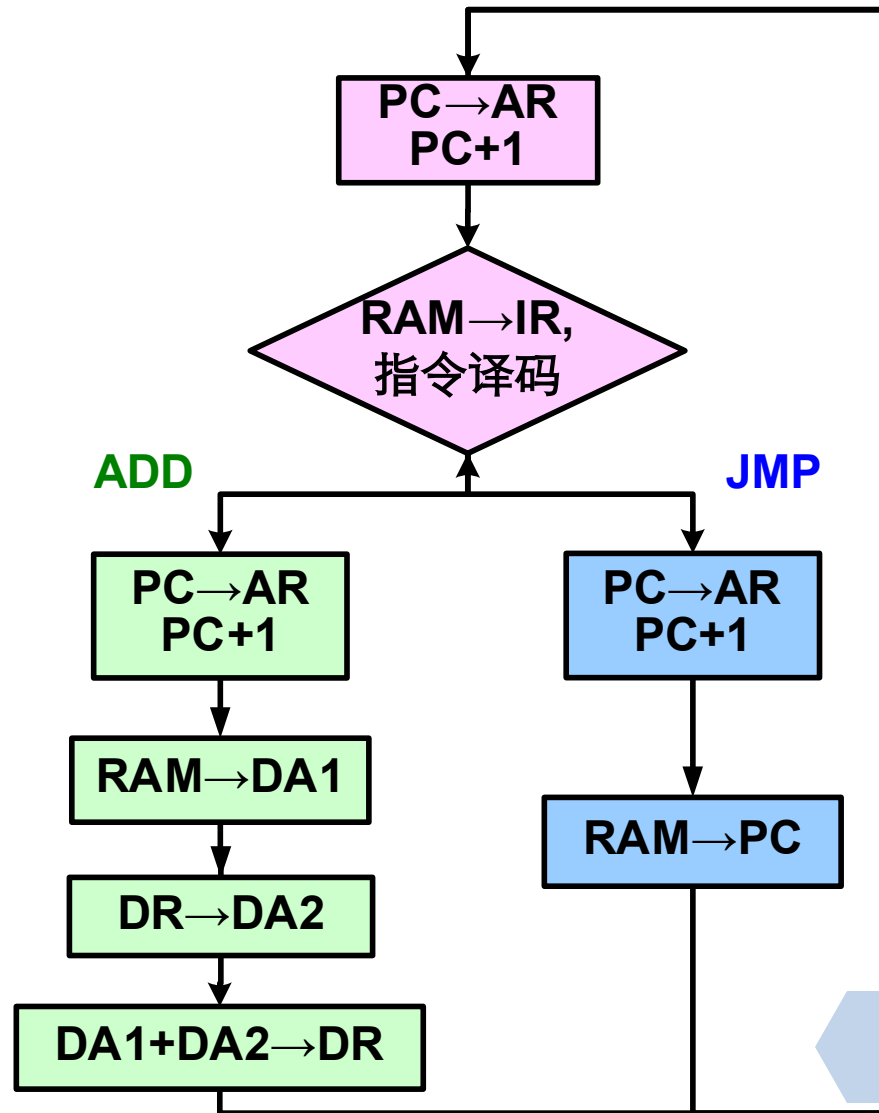 PC→AR
PC+1
RAM→IR,
指令译码
ADD
JMP
PC→AR
PC+1
PC→AR
PC+1
RAM→DA1
RAM→PC
DR→DA2
DA1+DA2→DR